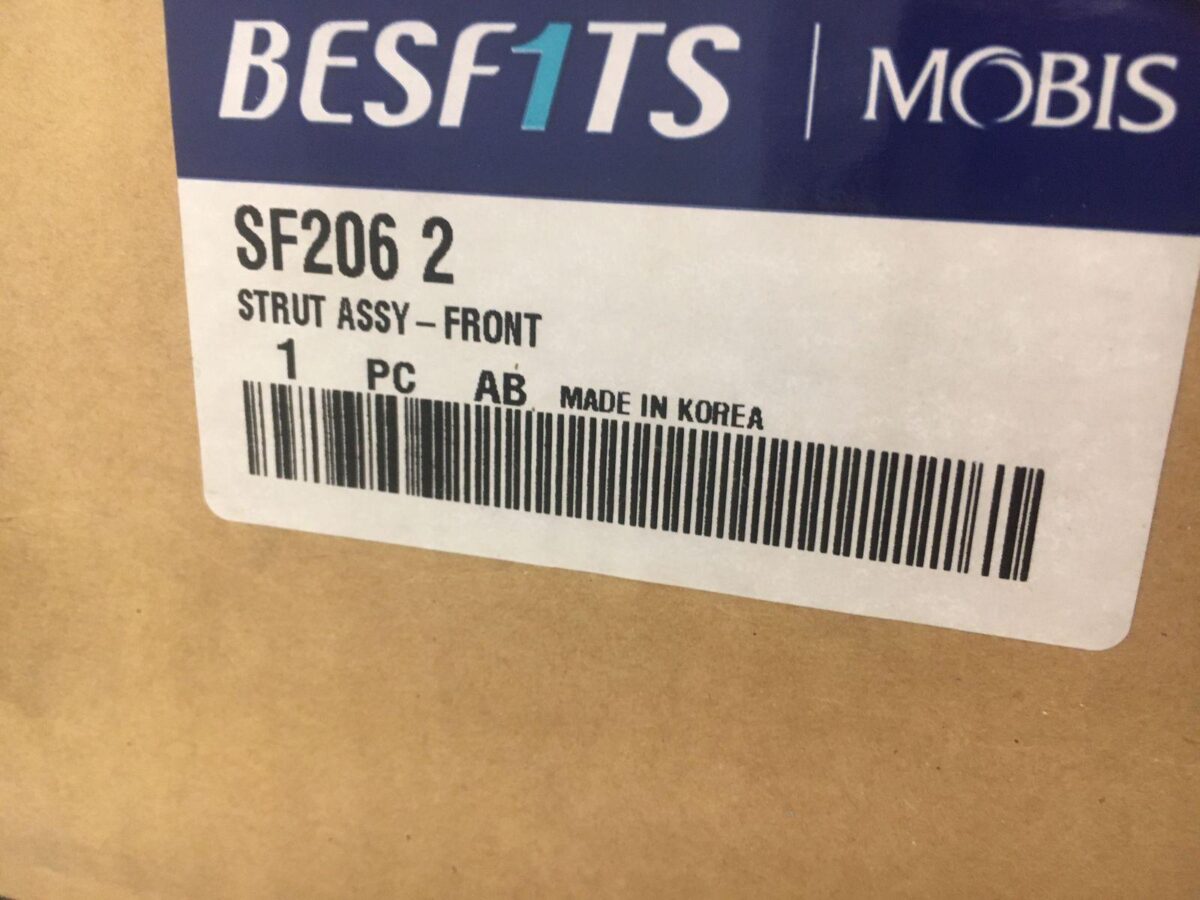 BESF1TS | MOBIS
SF206 2
STRUT ASSY-FRONT
1 PC AB MADE IN KOREA